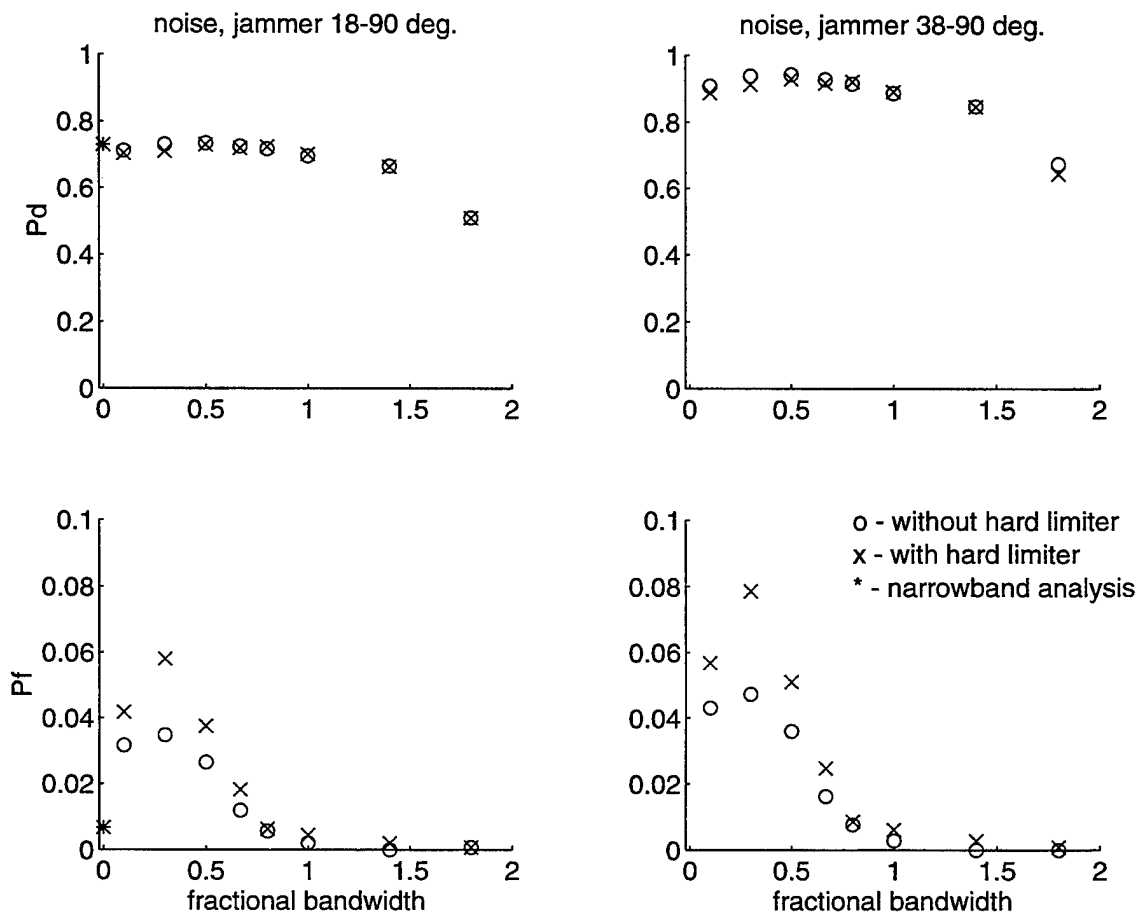 noise, jammer 18-90 deg.
noise, jammer 38-90 deg.
1
0.8
0.6
0.4
0.2
0
Pd
0 0.5 1 1.5 2
1
0.8
0.6
0.4
0.2
0
0 0.5 1 1.5 2
0.1
0.08
0.06
0.04
0.02
0
Pf
0 0.5 1 1.5 2
fractional bandwidth
0.1
0.08
0.06
0.04
0.02
0
0 0.5 1 1.5 2
fractional bandwidth
o - without hard limiter
x - with hard limiter
* - narrowband analysis